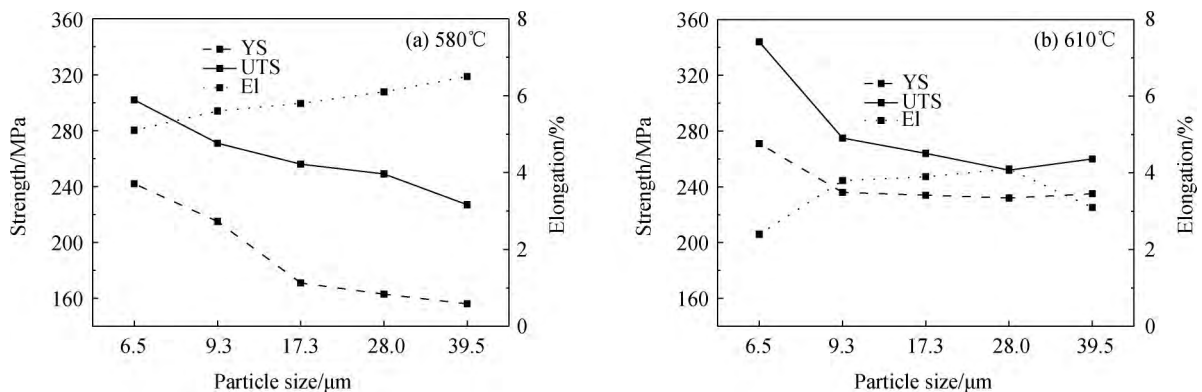 (a) 580℃
YS
UTS
El
Strength/MPa
360
320
280
240
200
160
8
6
4
2
0
Elongation/%
6.5 9.3 17.3 28.0 39.5
Particle size/μm
(b) 610℃
YS
UTS
El
Strength/MPa
360
320
280
240
200
160
8
6
4
2
0
Elongation/%
6.5 9.3 17.3 28.0 39.5
Particle size/μm